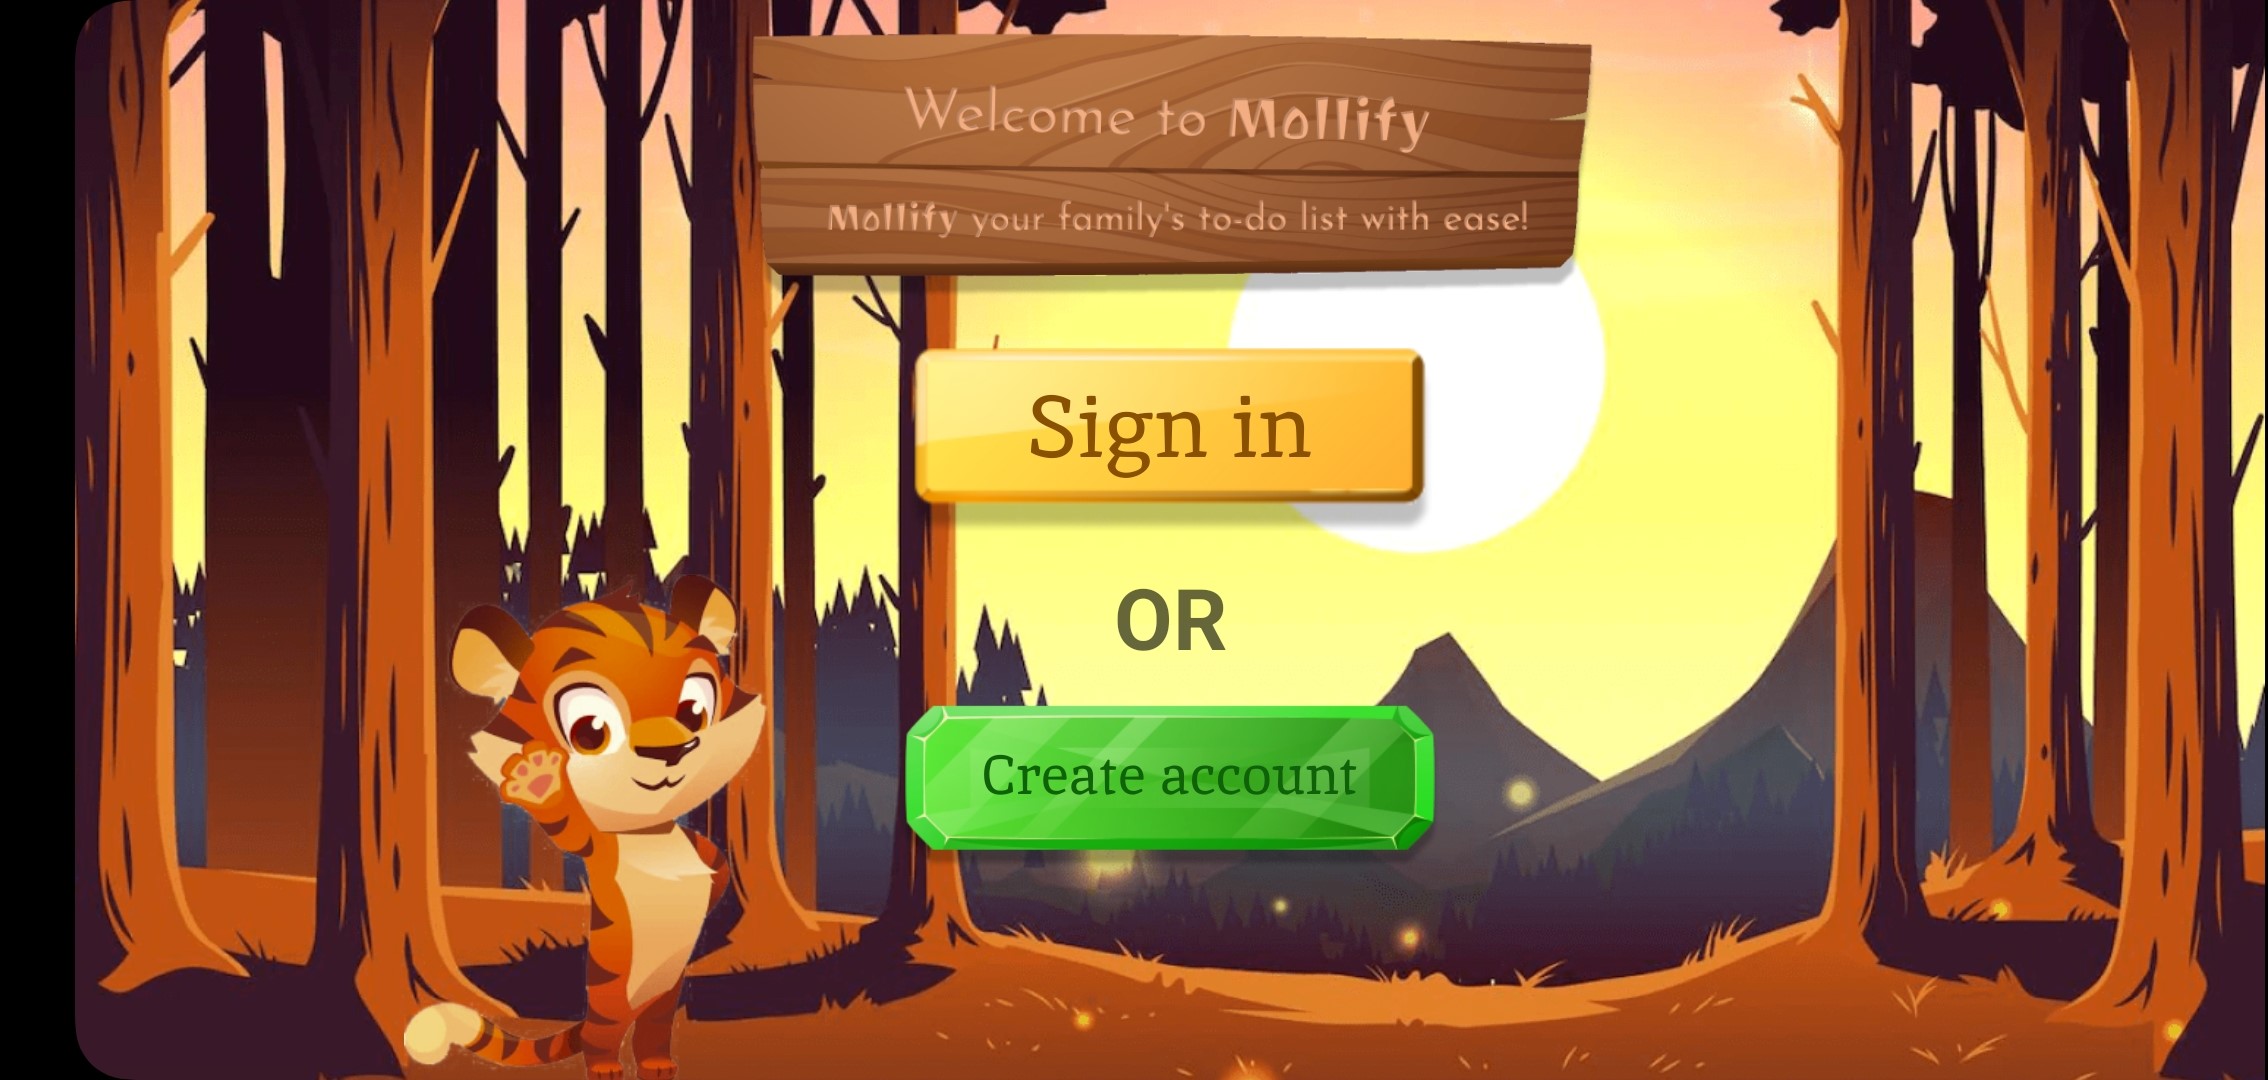 Welcome to Mollify
Mollify your family's to-do list with ease!
Sign in
OR
Create account